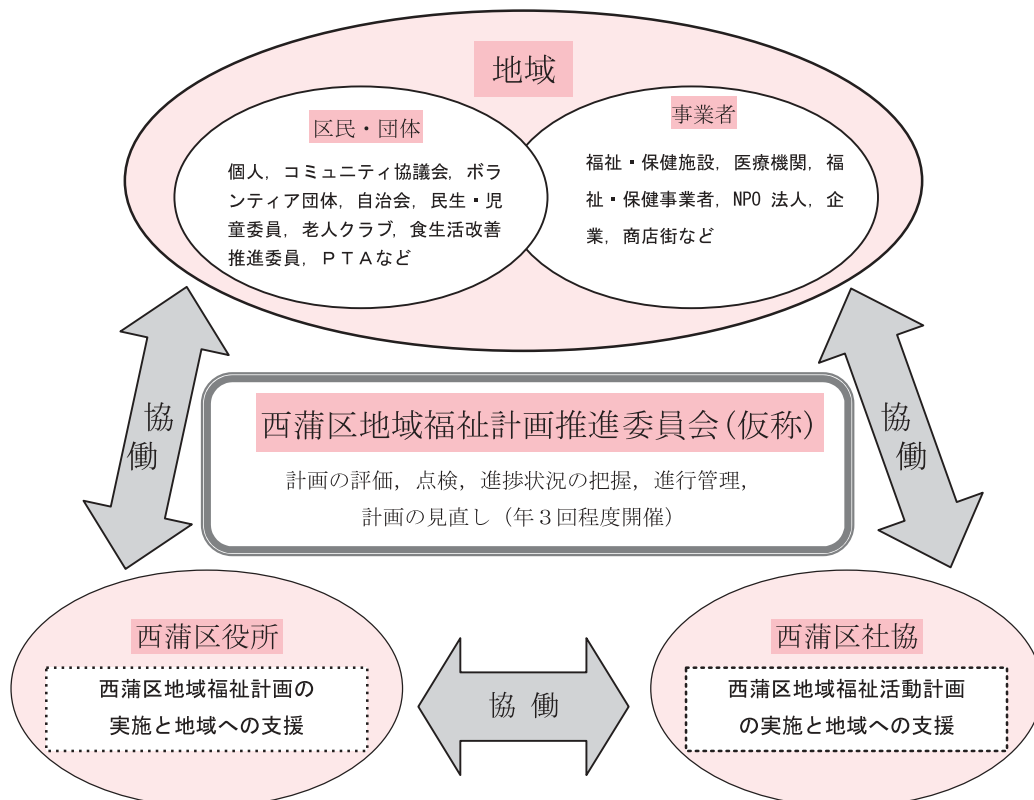 地域
区民・団体
個人, コミュニティ協議会, ボラ
ンティア団体, 自治会, 民生・児
童委員, 老人クラブ, 食生活改善
推進委員, ＰＴＡなど
事業者
福祉・保健施設, 医療機関, 福
祉・保健事業者, NPO 法人, 企
業, 商店街など
協働
協働
西蒲区地域福祉計画推進委員会(仮称)
計画の評価, 点検, 進捗状況の把握, 進行管理,
計画の見直し（年３回程度開催）
西蒲区役所
西蒲区地域福祉計画の
実施と地域への支援
協 働
西蒲区社協
西蒲区地域福祉活動計画
の実施と地域への支援